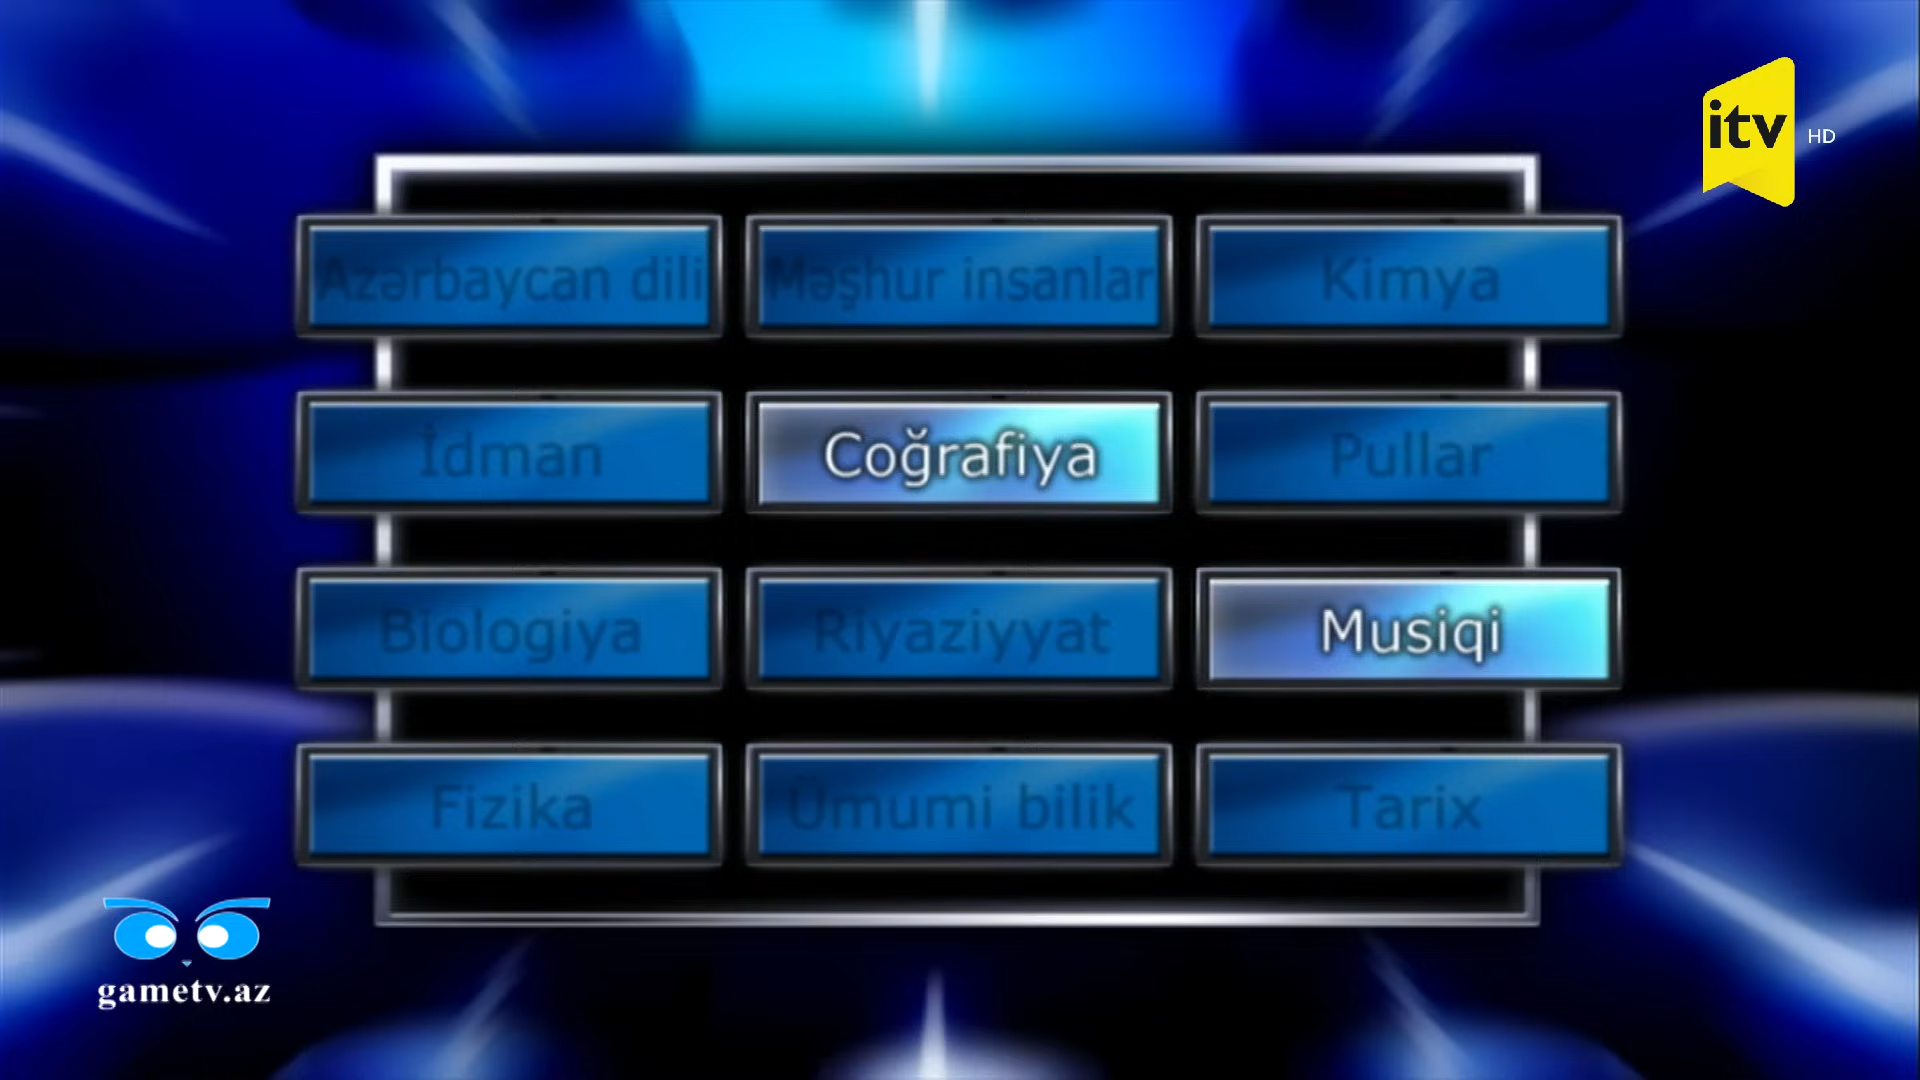 itv HD
Azərbaycan dili
Məşhur insanlar
Kimya
İdman
Coğrafiya
Pullar
Biologiya
Riyaziyyat
Musiqi
Fizika
Ümumi bilik
Tarix
gametv.az